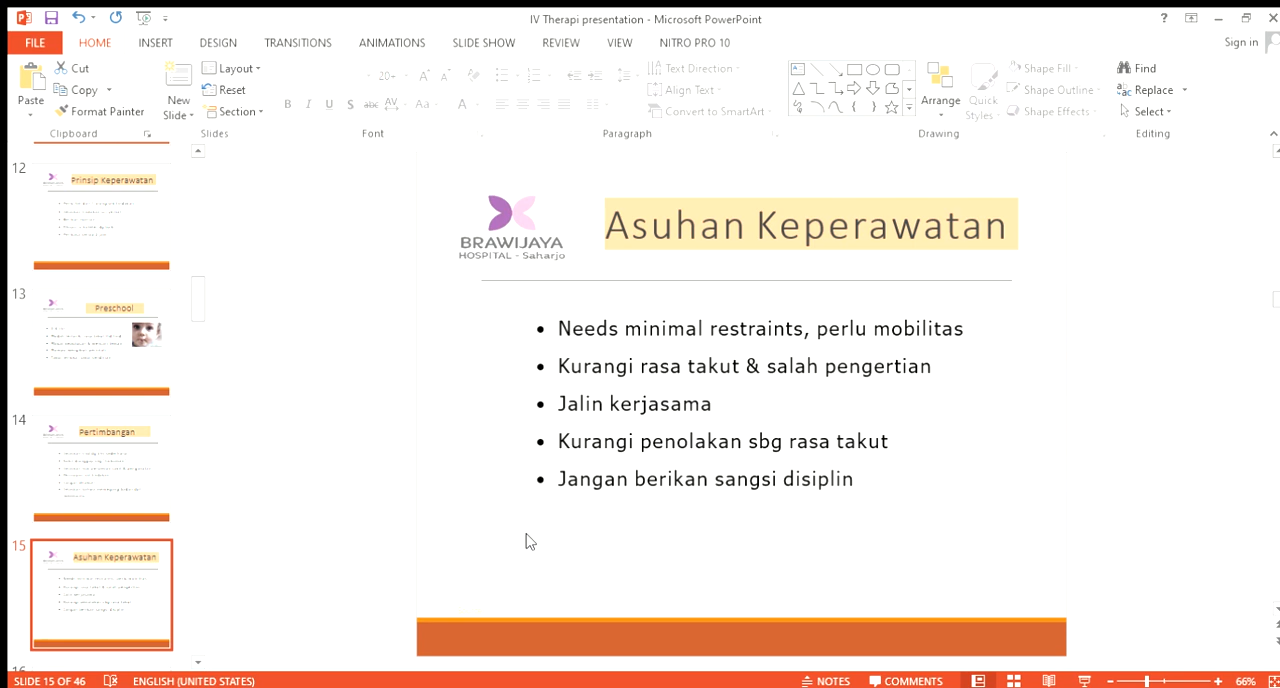 IV Therapi presentation - Microsoft PowerPoint
?
FILE HOME INSERT DESIGN TRANSITIONS ANIMATIONS SLIDE SHOW REVIEW VIEW NITRO PRO 10
Sign in
Paste
Cut
Copy
Format Painter
Clipboard
New
Slide
Layout
Reset
Section
Slides
20+
B I U S abc AV Aa A
Font
Text Direction
Align Text
Convert to SmartArt
Paragraph
Arrange
Quick
Styles
Shape Fill
Shape Outline
Shape Effects
Drawing
Find
Replace
Select
Editing
12
Prinsip Keperawatan
13
Preschool
14
Pertimbangan
15
Asuhan Keperawatan
BRAWIJAYA
HOSPITAL - Saharjo
Asuhan Keperawatan
• Needs minimal restraints, perlu mobilitas
• Kurangi rasa takut & salah pengertian
• Jalin kerjasama
• Kurangi penolakan sbg rasa takut
• Jangan berikan sangsi disiplin
SLIDE 15 OF 46 ENGLISH (UNITED STATES) NOTES COMMENTS 66%